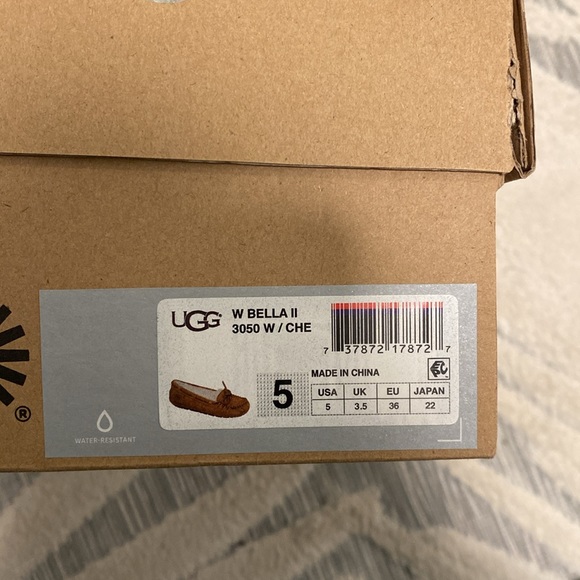 UGG®
W BELLA II
3050 W / CHE
7 37872 17872 7
MADE IN CHINA
5
USA UK EU JAPAN
5 3.5 36 22
WATER-RESISTANT
®